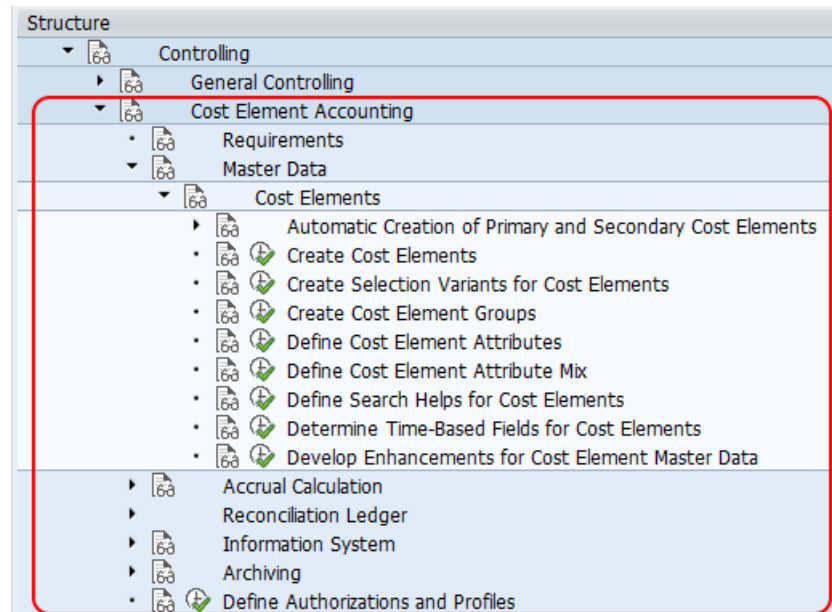 Structure
Controlling
General Controlling
Cost Element Accounting
Requirements
Master Data
Cost Elements
Automatic Creation of Primary and Secondary Cost Elements
Create Cost Elements
Create Selection Variants for Cost Elements
Create Cost Element Groups
Define Cost Element Attributes
Define Cost Element Attribute Mix
Define Search Helps for Cost Elements
Determine Time-Based Fields for Cost Elements
Develop Enhancements for Cost Element Master Data
Accrual Calculation
Reconciliation Ledger
Information System
Archiving
Define Authorizations and Profiles